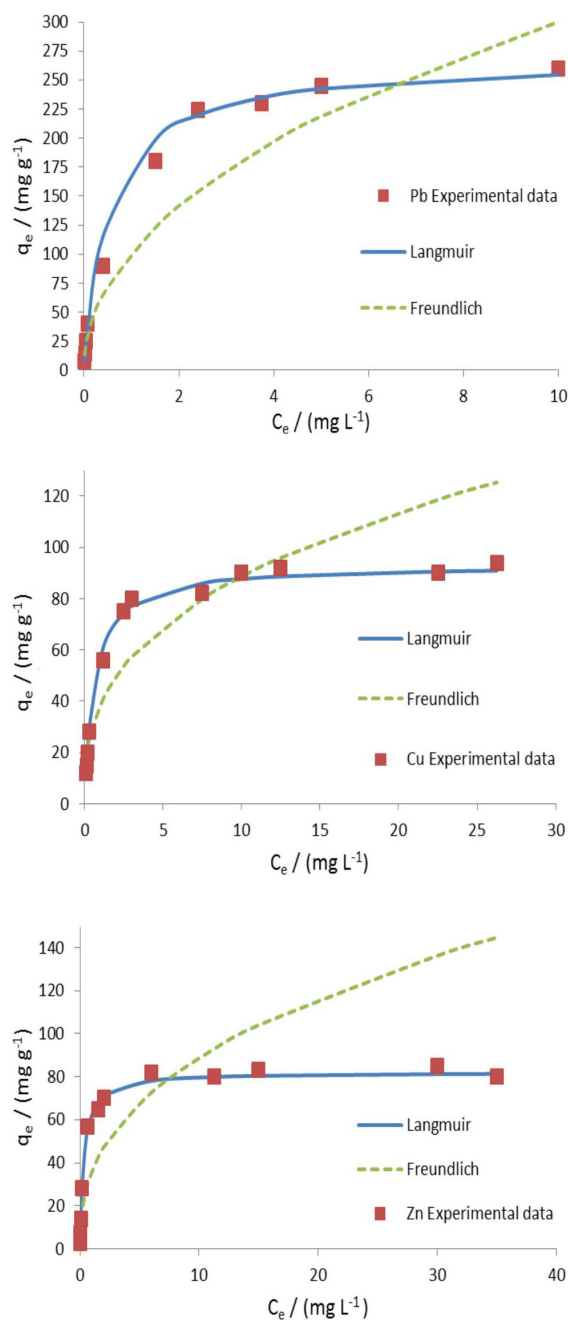 300
275
250
225
200
175
150
125
100
75
50
25
0
qₑ / (mg g⁻¹)
Pb Experimental data
Langmuir
Freundlich
0 2 4 6 8 10
Cₑ / (mg L⁻¹)
120
100
80
60
40
20
0
qₑ / (mg g⁻¹)
Langmuir
Freundlich
Cu Experimental data
0 5 10 15 20 25 30
Cₑ / (mg L⁻¹)
140
120
100
80
60
40
20
0
qₑ / (mg g⁻¹)
Langmuir
Freundlich
Zn Experimental data
0 10 20 30 40
Cₑ / (mg L⁻¹)